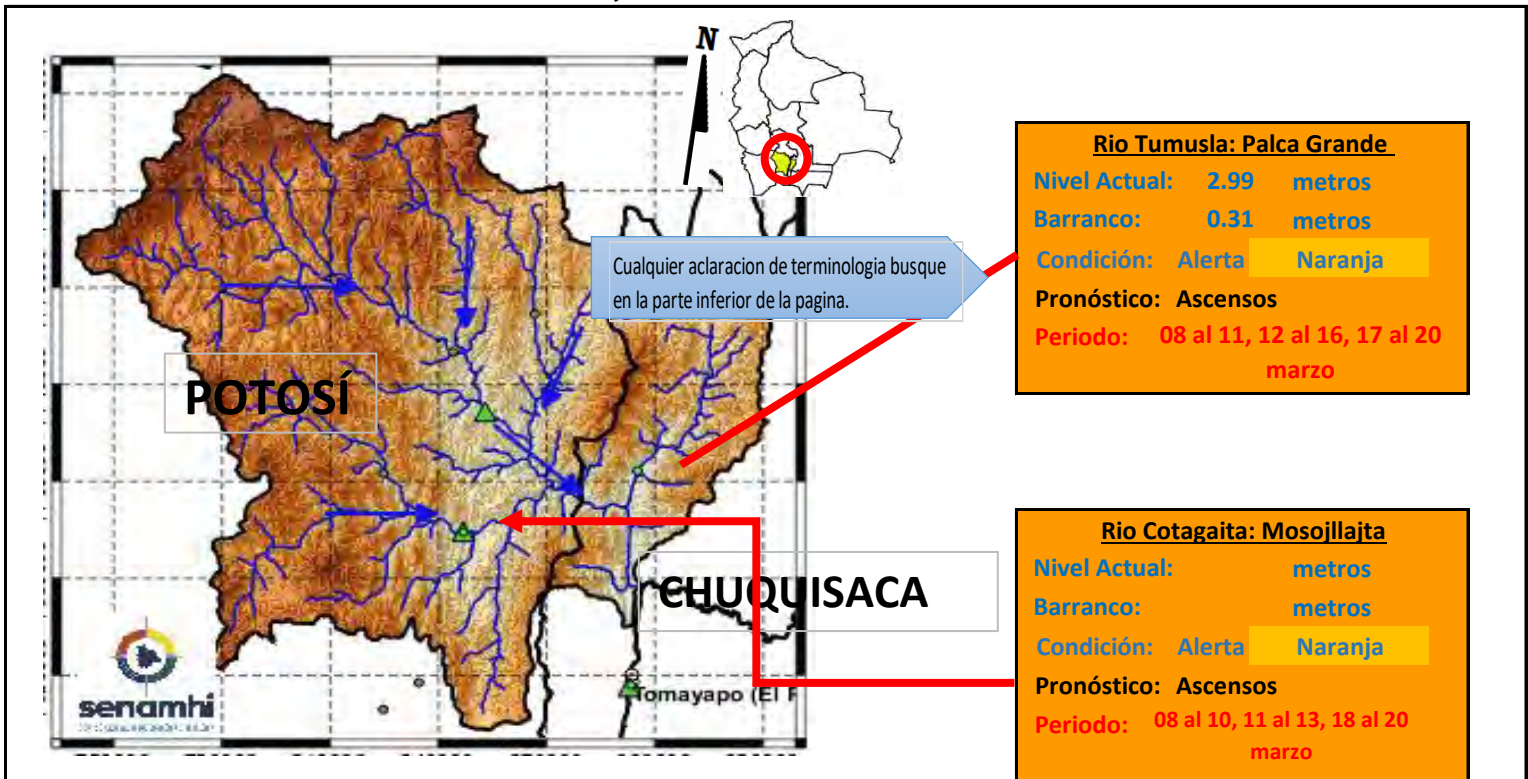 N
Cualquier aclaracion de terminologia busque
en la parte inferior de la pagina.
POTOSÍ
CHUQUISACA
Tomayapo (El
senamhi
Rio Tumusla: Palca Grande
Nivel Actual: 2.99 metros
Barranco: 0.31 metros
Condición: Alerta Naranja
Pronóstico: Ascensos
Periodo: 08 al 11, 12 al 16, 17 al 20
marzo
Rio Cotagaita: Mosojllajta
Nivel Actual: metros
Barranco: metros
Condición: Alerta Naranja
Pronóstico: Ascensos
Periodo: 08 al 10, 11 al 13, 18 al 20
marzo